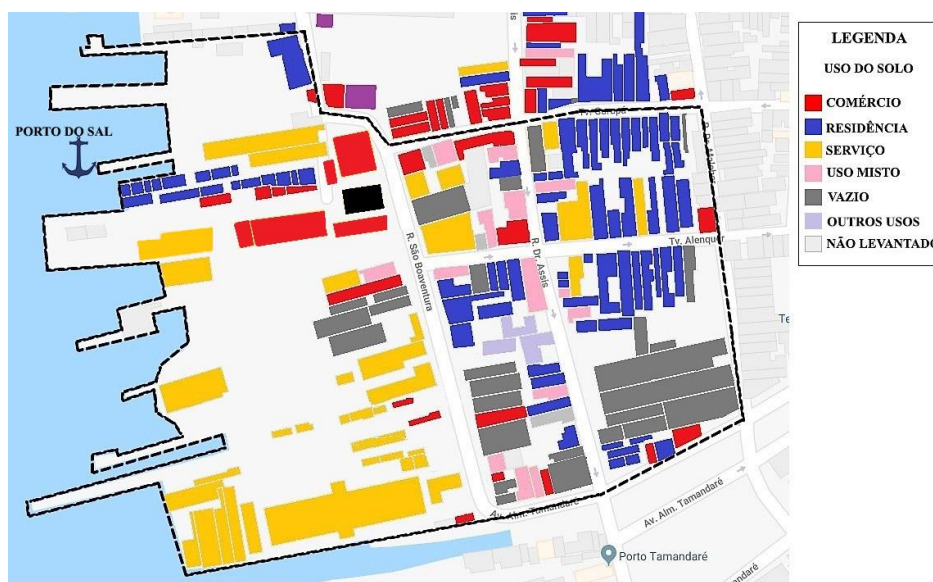 LEGENDA
USO DO SOLO
COMÉRCIO
RESIDÊNCIA
SERVIÇO
USO MISTO
VAZIO
OUTROS USOS
NÃO LEVANTADO
PORTO DO SAL
R. São Boaventura
R. Dr. Assis
Tv. Alenquer
Te
Av. Alm. Tamandaré
Av. Alm. Tamandaré
Porto Tamandaré